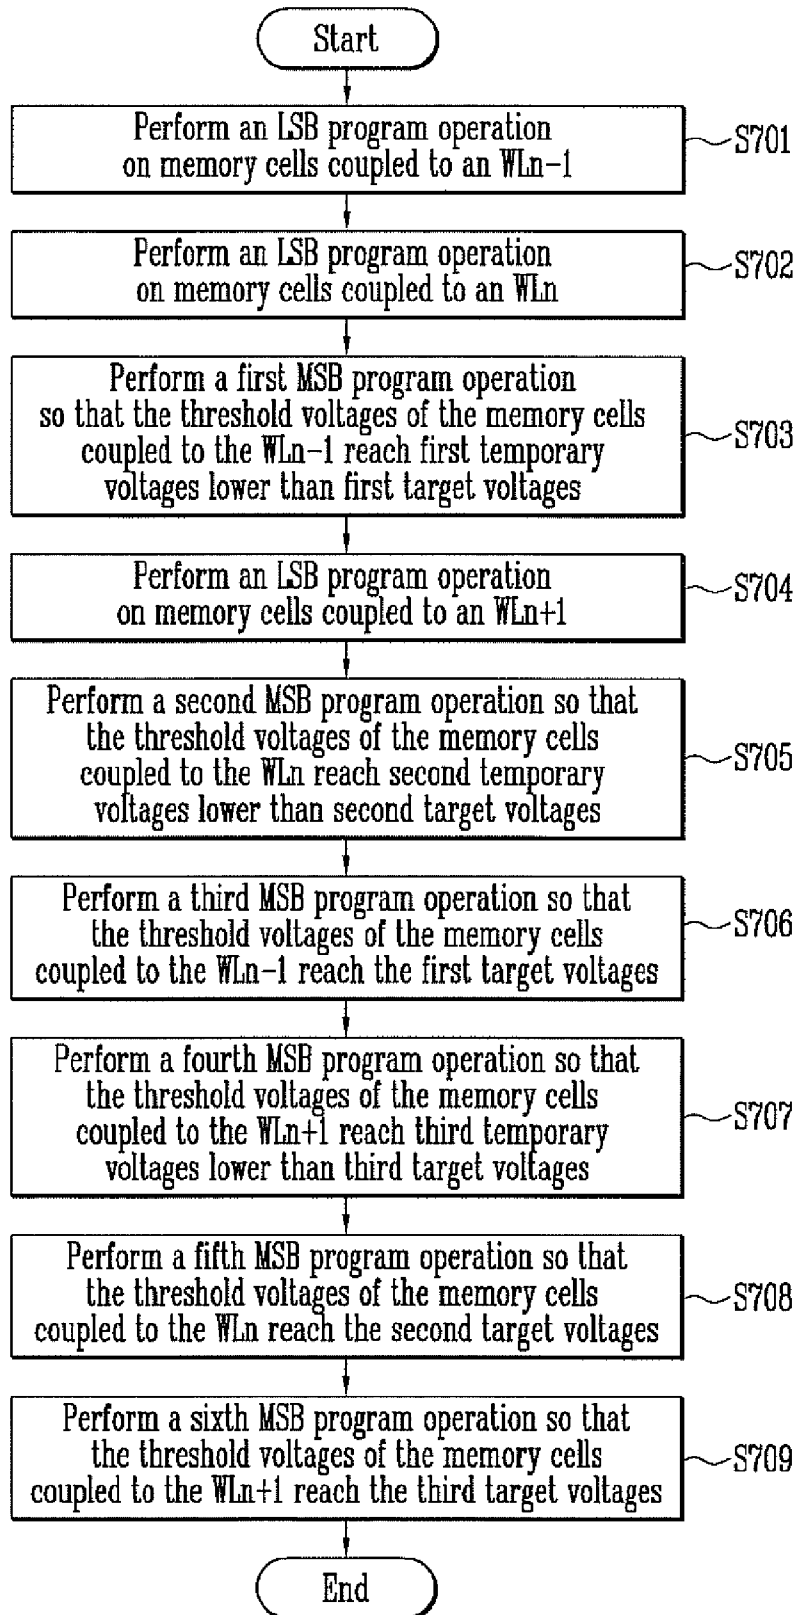 Start
Perform an LSB program operation
on memory cells coupled to an WLn-1
S701
Perform an LSB program operation
on memory cells coupled to an WLn
S702
Perform a first MSB program operation
so that the threshold voltages of the memory cells
coupled to the WLn-1 reach first temporary
voltages lower than first target voltages
S703
Perform an LSB program operation
on memory cells coupled to an WLn+1
S704
Perform a second MSB program operation so that
the threshold voltages of the memory cells
coupled to the WLn reach second temporary
voltages lower than second target voltages
S705
Perform a third MSB program operation so that
the threshold voltages of the memory cells
coupled to the WLn-1 reach the first target voltages
S706
Perform a fourth MSB program operation so that
the threshold voltages of the memory cells
coupled to the WLn+1 reach third temporary
voltages lower than third target voltages
S707
Perform a fifth MSB program operation so that
the threshold voltages of the memory cells
coupled to the WLn reach the second target voltages
S708
Perform a sixth MSB program operation so that
the threshold voltages of the memory cells
coupled to the WLn+1 reach the third target voltages
S709
End